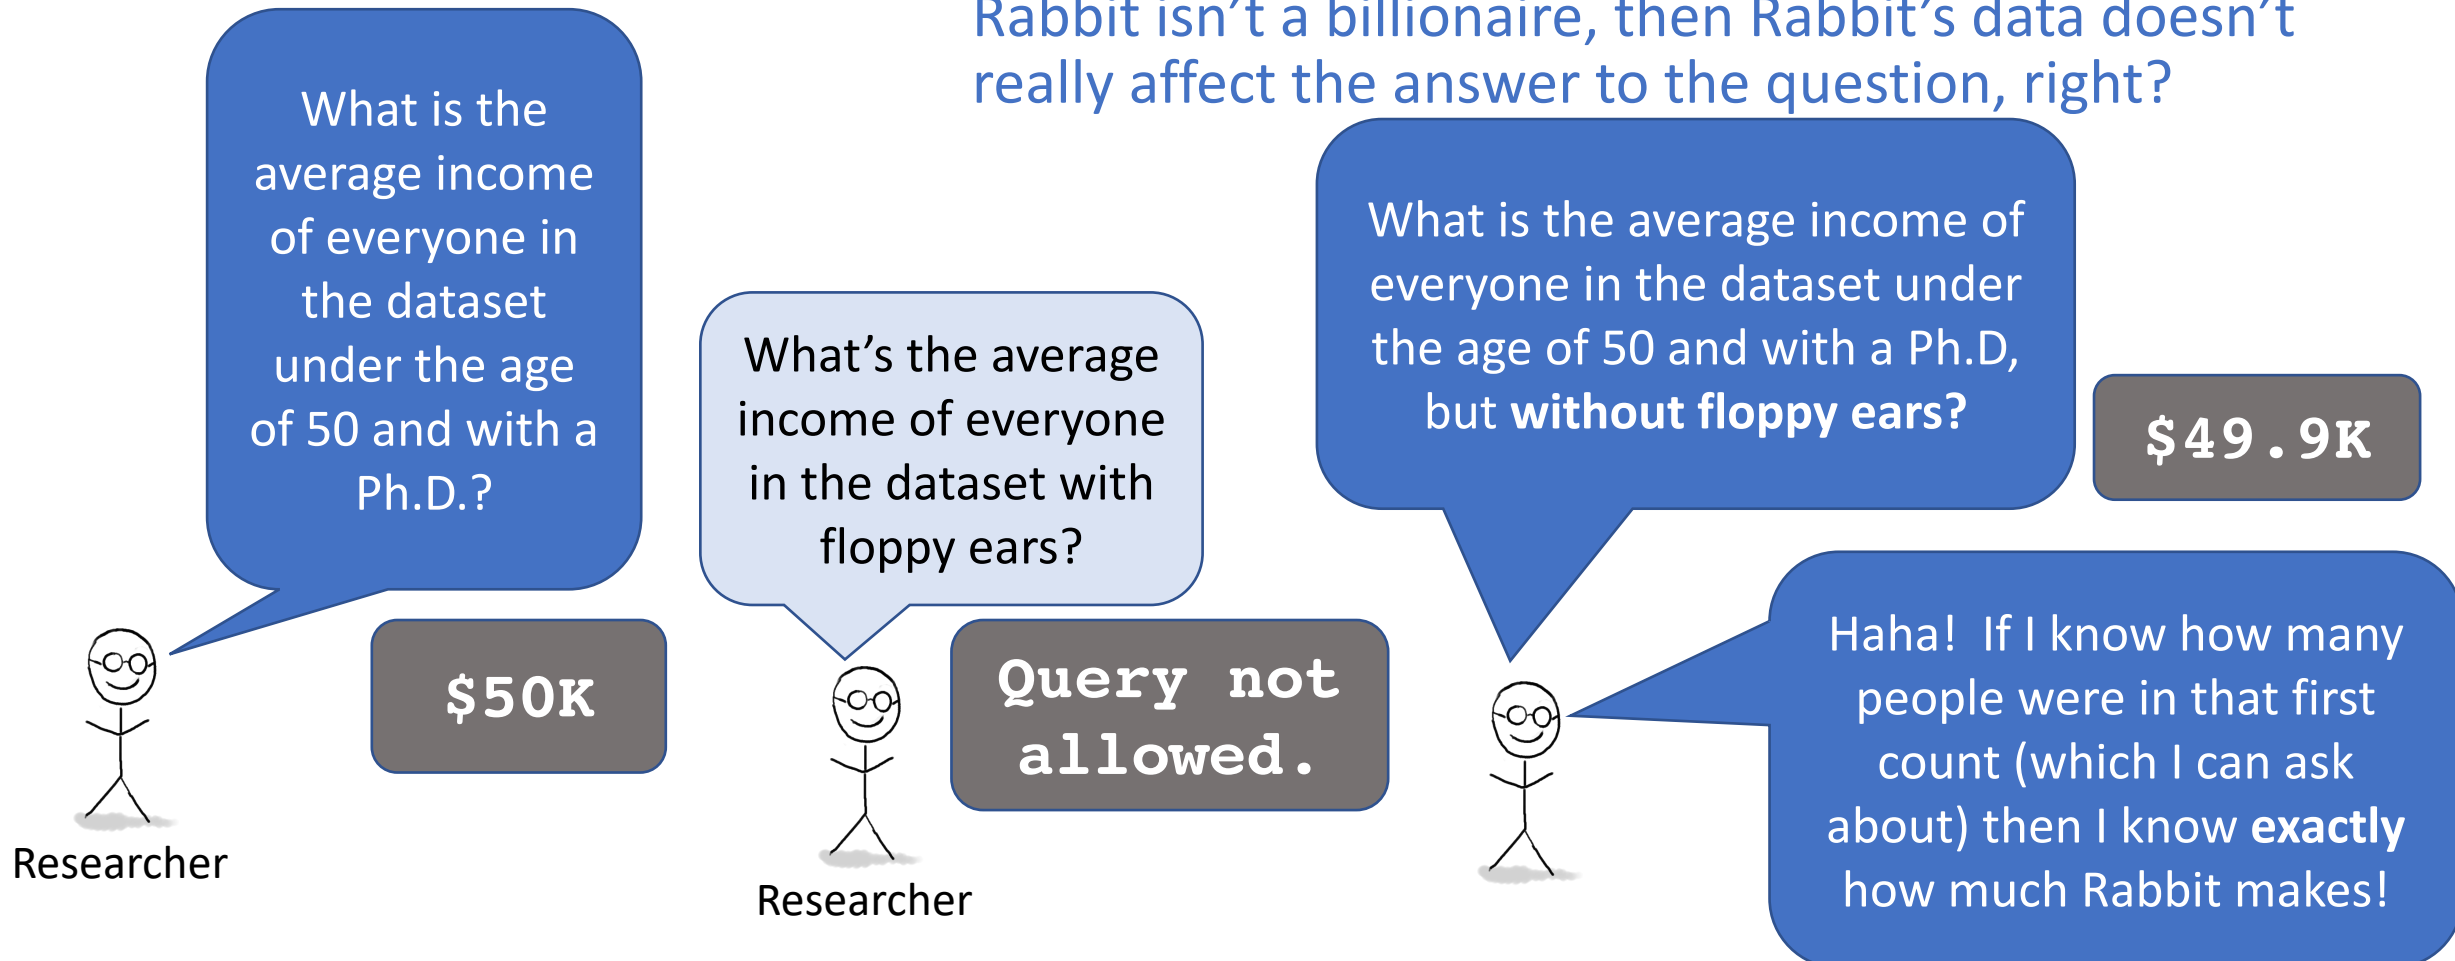 Rabbit isn’t a billionaire, then Rabbit’s data doesn’t
really affect the answer to the question, right?
What is the
average income
of everyone in
the dataset
under the age
of 50 and with a
Ph.D.?
$50K
Researcher
What’s the average
income of everyone
in the dataset with
floppy ears?
Query not
allowed.
Researcher
What is the average income of
everyone in the dataset under
the age of 50 and with a Ph.D,
but without floppy ears?
$49.9K
Haha!  If I know how many
people were in that first
count (which I can ask
about) then I know exactly
how much Rabbit makes!